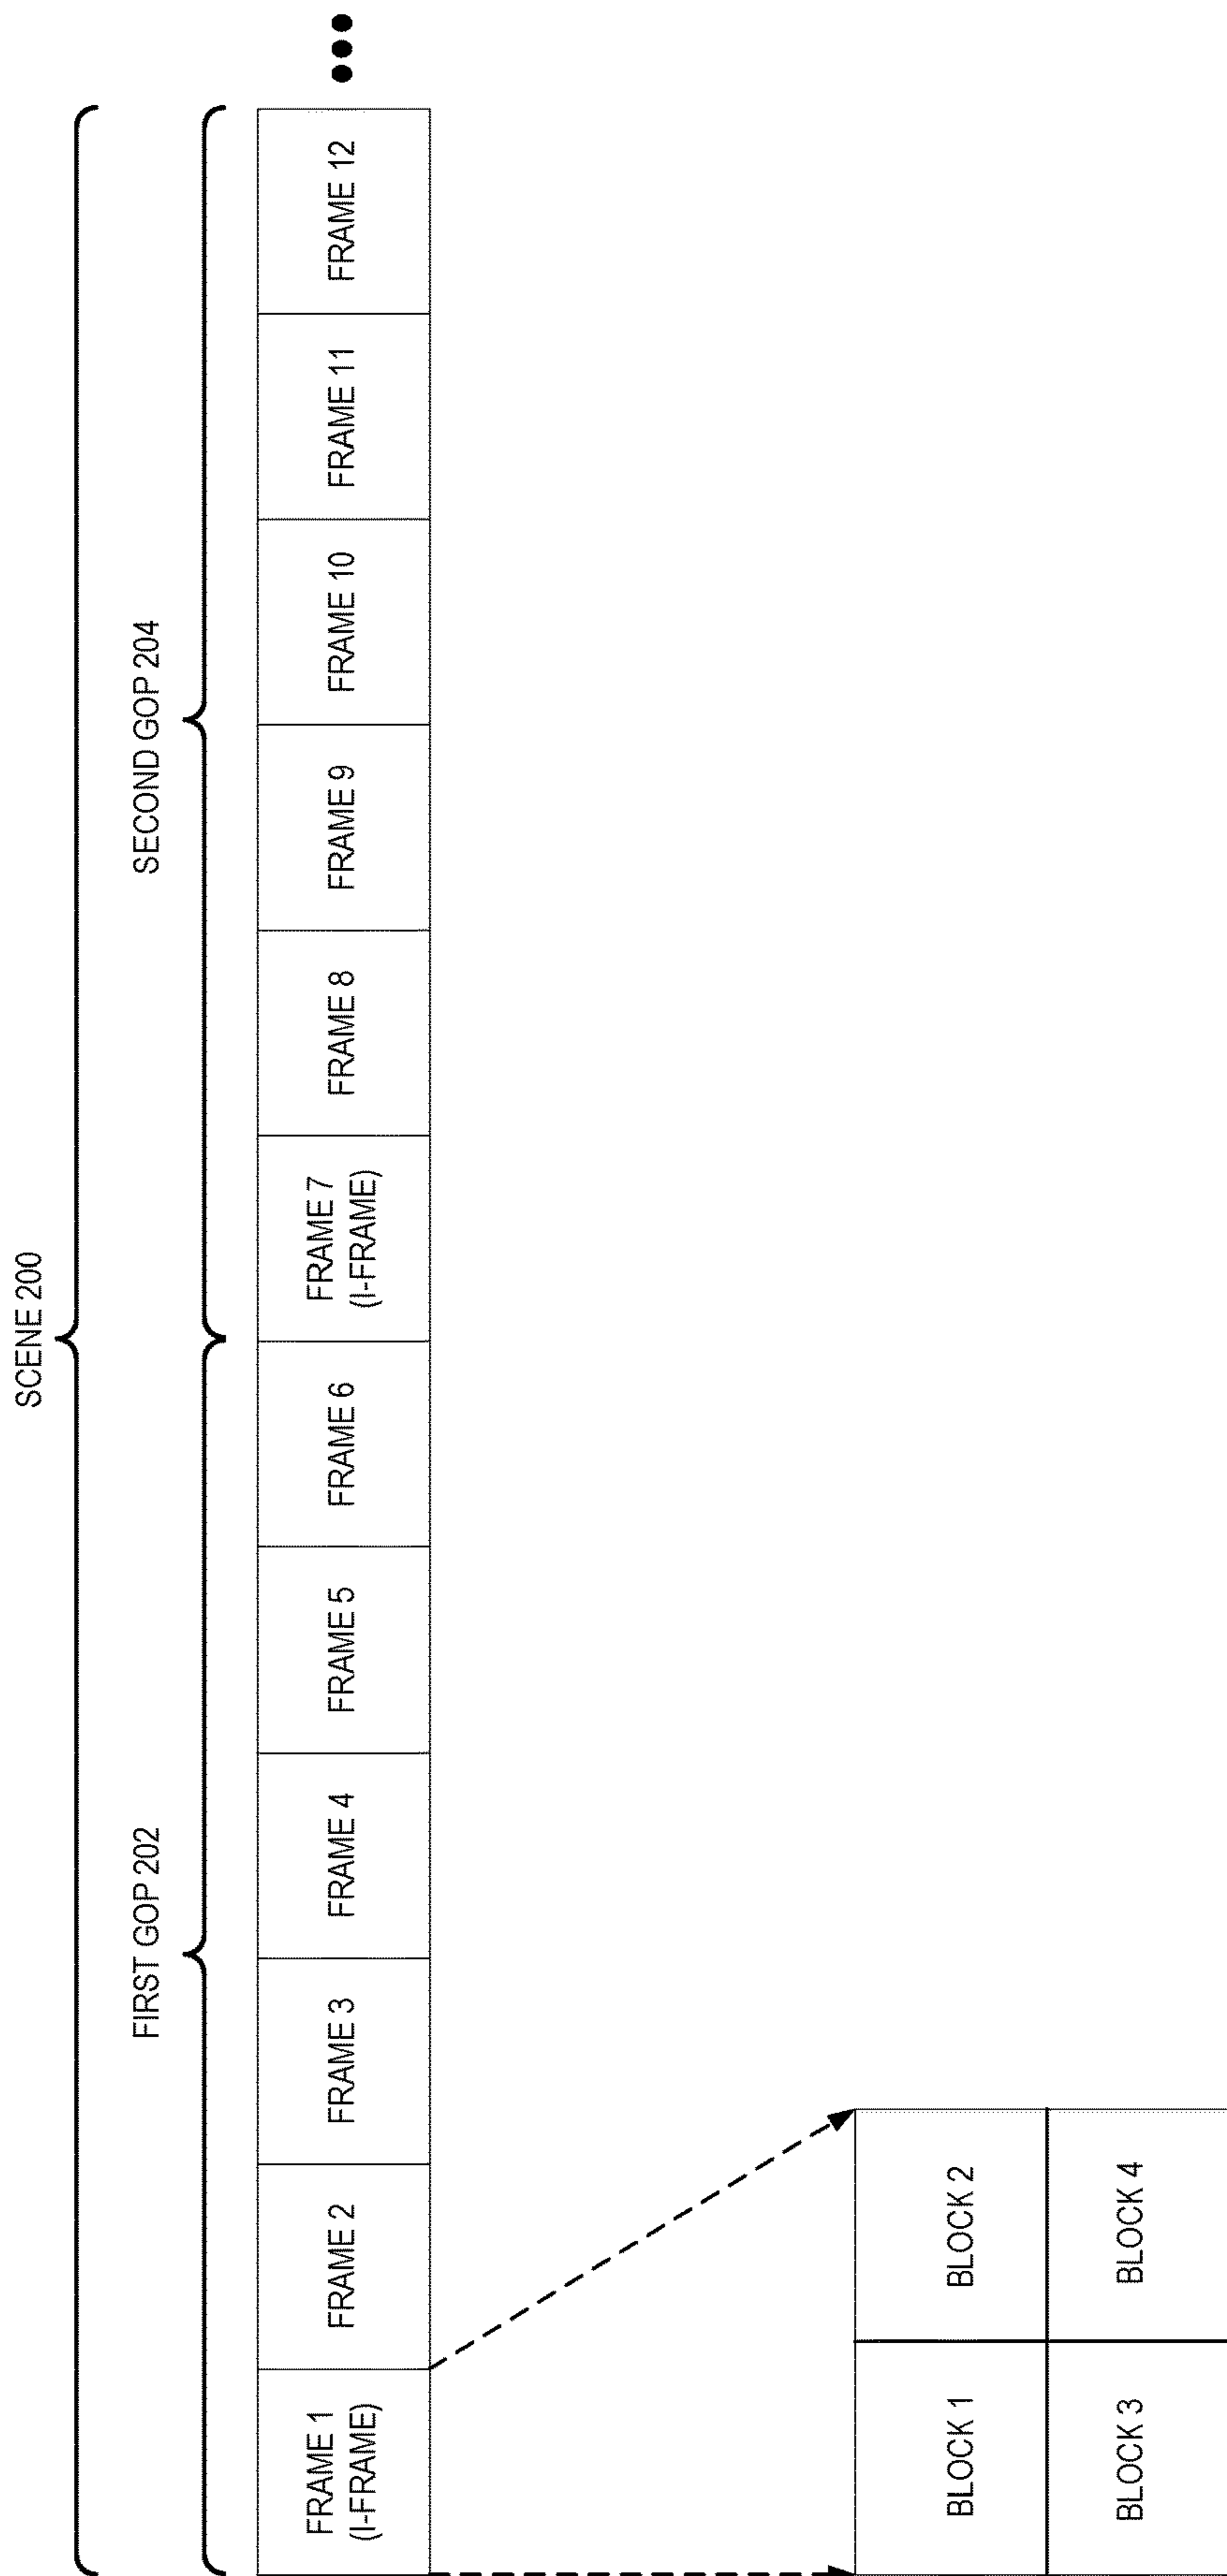 SCENE 200
FIRST GOP 202
SECOND GOP 204
FRAME 1
(I-FRAME)
FRAME 2
FRAME 3
FRAME 4
FRAME 5
FRAME 6
FRAME 7
(I-FRAME)
FRAME 8
FRAME 9
FRAME 10
FRAME 11
FRAME 12
BLOCK 1
BLOCK 2
BLOCK 3
BLOCK 4